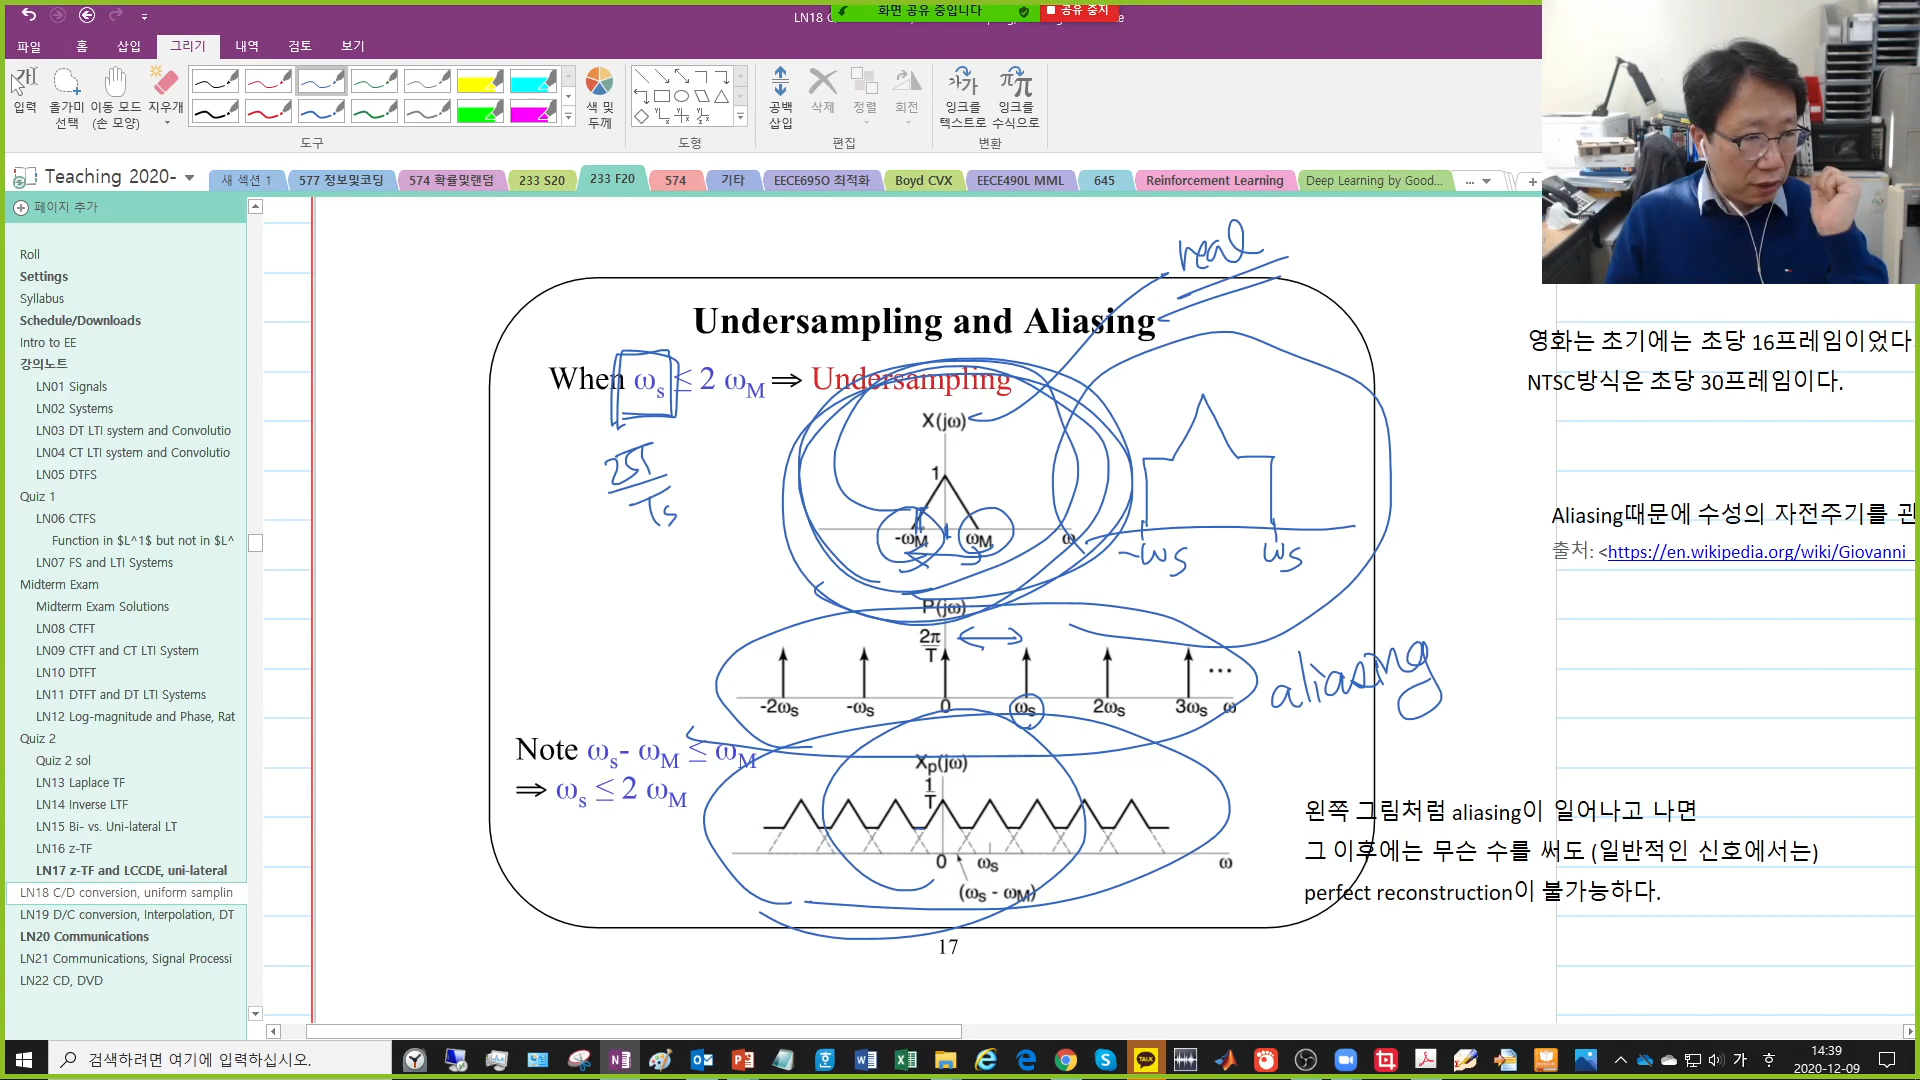 화면 공유 중입니다
공유 중지
파일 홈 삽입 그리기 내역 검토 보기
입력 올가미 선택 이동 모드 (손 모양) 지우개
색 및 두께
공백 삽입 삭제 정렬 회전
잉크를 텍스트로 잉크를 수식으로
도구 도형 편집 변환
Teaching 2020-
새 섹션 1 577 정보및코딩 574 확률및랜덤 233 S20 233 F20 574 기타 EECE695O 최적화 Boyd CVX EECE490L MML 645 Reinforcement Learning Deep Learning by Good... ...
페이지 추가
Roll
Settings
Syllabus
Schedule/Downloads
Intro to EE
강의노트
LN01 Signals
LN02 Systems
LN03 DT LTI system and Convolutio
LN04 CT LTI system and Convolutio
LN05 DTFS
Quiz 1
LN06 CTFS
Function in $L^1$ but not in $L^
LN07 FS and LTI Systems
Midterm Exam
Midterm Exam Solutions
LN08 CTFT
LN09 CTFT and CT LTI System
LN10 DTFT
LN11 DTFT and DT LTI Systems
LN12 Log-magnitude and Phase, Rat
Quiz 2
Quiz 2 sol
LN13 Laplace TF
LN14 Inverse LTF
LN15 Bi- vs. Uni-lateral LT
LN16 z-TF
LN17 z-TF and LCCDE, uni-lateral
LN18 C/D conversion, uniform samplin
LN19 D/C conversion, Interpolation, DT
LN20 Communications
LN21 Communications, Signal Processi
LN22 CD, DVD
real
Undersampling and Aliasing
When ωs ≤ 2 ωM ⇒ Undersampling
X(jω)
1
-ωM ωM ω
2π
Ts
-ωs ωs
P(jω)
2π
T
...
-2ωs -ωs 0 ωs 2ωs 3ωs ω
aliasing
Note ωs- ωM ≤ ωM
⇒ ωs ≤ 2 ωM
Xp(jω)
1
T
0 ωs ω
(ωs - ωM)
17
영화는 초기에는 초당 16프레임이었다
NTSC방식은 초당 30프레임이다.
Aliasing때문에 수성의 자전주기를 관
출처: <https://en.wikipedia.org/wiki/Giovanni_
왼쪽 그림처럼 aliasing이 일어나고 나면
그 이후에는 무슨 수를 써도 (일반적인 신호에서는)
perfect reconstruction이 불가능하다.
검색하려면 여기에 입력하십시오.
가
14:39
2020-12-09